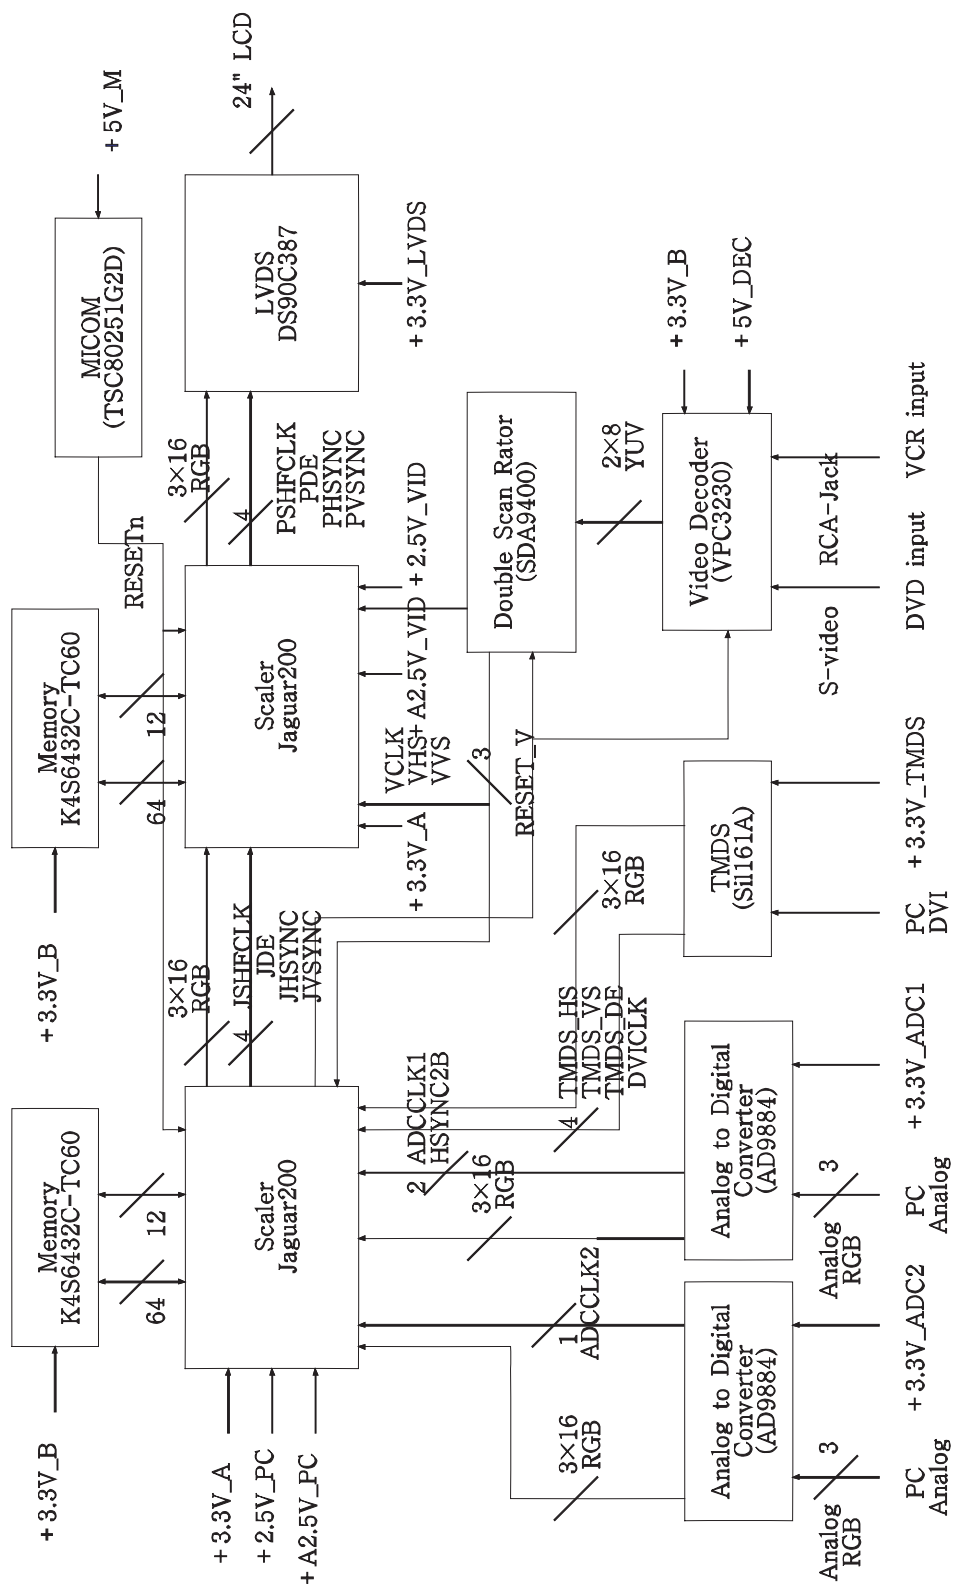 +3.3V_B
Memory
K4S6432C-TC60
64
12
+3.3V_B
Memory
K4S6432C-TC60
64
12
RESETn
MICOM
(TSC80251G2D)
+5V_M
+3.3V_A
+2.5V_PC
+A2.5V_PC
Scaler
Jaguar200
3×16
RGB
4
JSHFCLK
JDE
JHSYNC
JVSYNC
Scaler
Jaguar200
3×16
RGB
4
PSHFCLK
PDE
PHSYNC
PVSYNC
LVDS
DS90C387
24" LCD
+3.3V_LVDS
+3.3V_A
VCLK
VHS
VVS
3
+A2.5V_VID
+2.5V_VID
RESET_V
Double Scan Rator
(SDA9400)
2×8
YUV
Video Decoder
(VPC3230)
+3.3V_B
+5V_DEC
S-video
DVD input
RCA-Jack
VCR input
3×16
RGB
1
ADCCLK2
3×16
RGB
2
ADCCLK1
HSYNC2B
4
TMDS_HS
TMDS_VS
TMDS_DE
DVICLK
3×16
RGB
Analog to Digital
Converter
(AD9884)
Analog to Digital
Converter
(AD9884)
TMDS
(Sil161A)
Analog
RGB
3
PC
Analog
+3.3V_ADC2
Analog
RGB
3
PC
Analog
+3.3V_ADC1
PC
DVI
+3.3V_TMDS